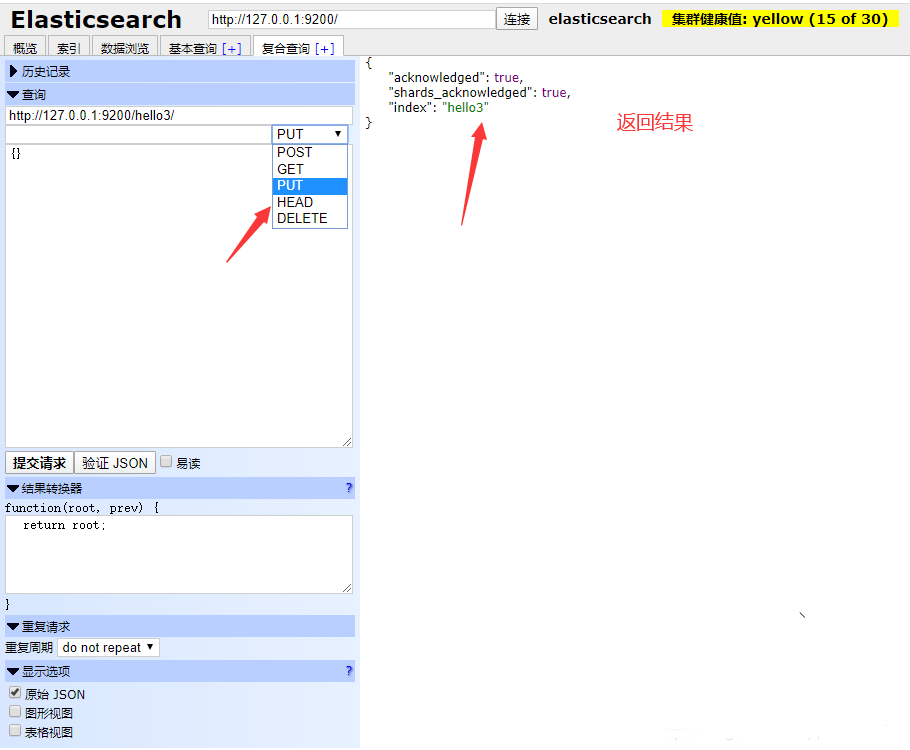 Elasticsearch
http://127.0.0.1:9200/
连接
elasticsearch
集群健康值: yellow (15 of 30)
概览
索引
数据浏览
基本查询 [+]
复合查询 [+]
历史记录
查询
http://127.0.0.1:9200/hello3/
PUT
POST
GET
PUT
HEAD
DELETE
{}
提交请求
验证 JSON
易读
结果转换器
?
function(root, prev) {
return root;
}
重复请求
重复周期
do not repeat
显示选项
?
原始 JSON
图形视图
表格视图
{
"acknowledged": true,
"shards_acknowledged": true,
"index": "hello3"
}
返回结果